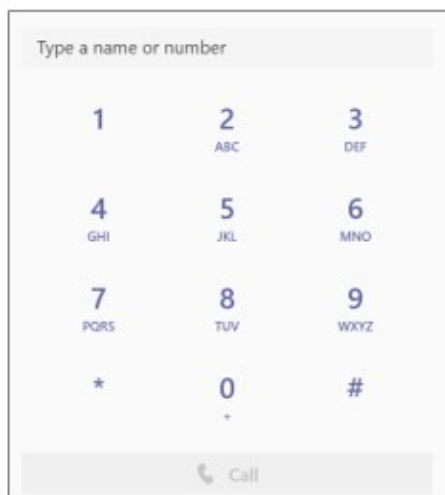 Type a name or number
1 2 3
ABC DEF
4 5 6
GHI JKL MNO
7 8 9
PQRS TUV WXYZ
* 0 #
+
Call